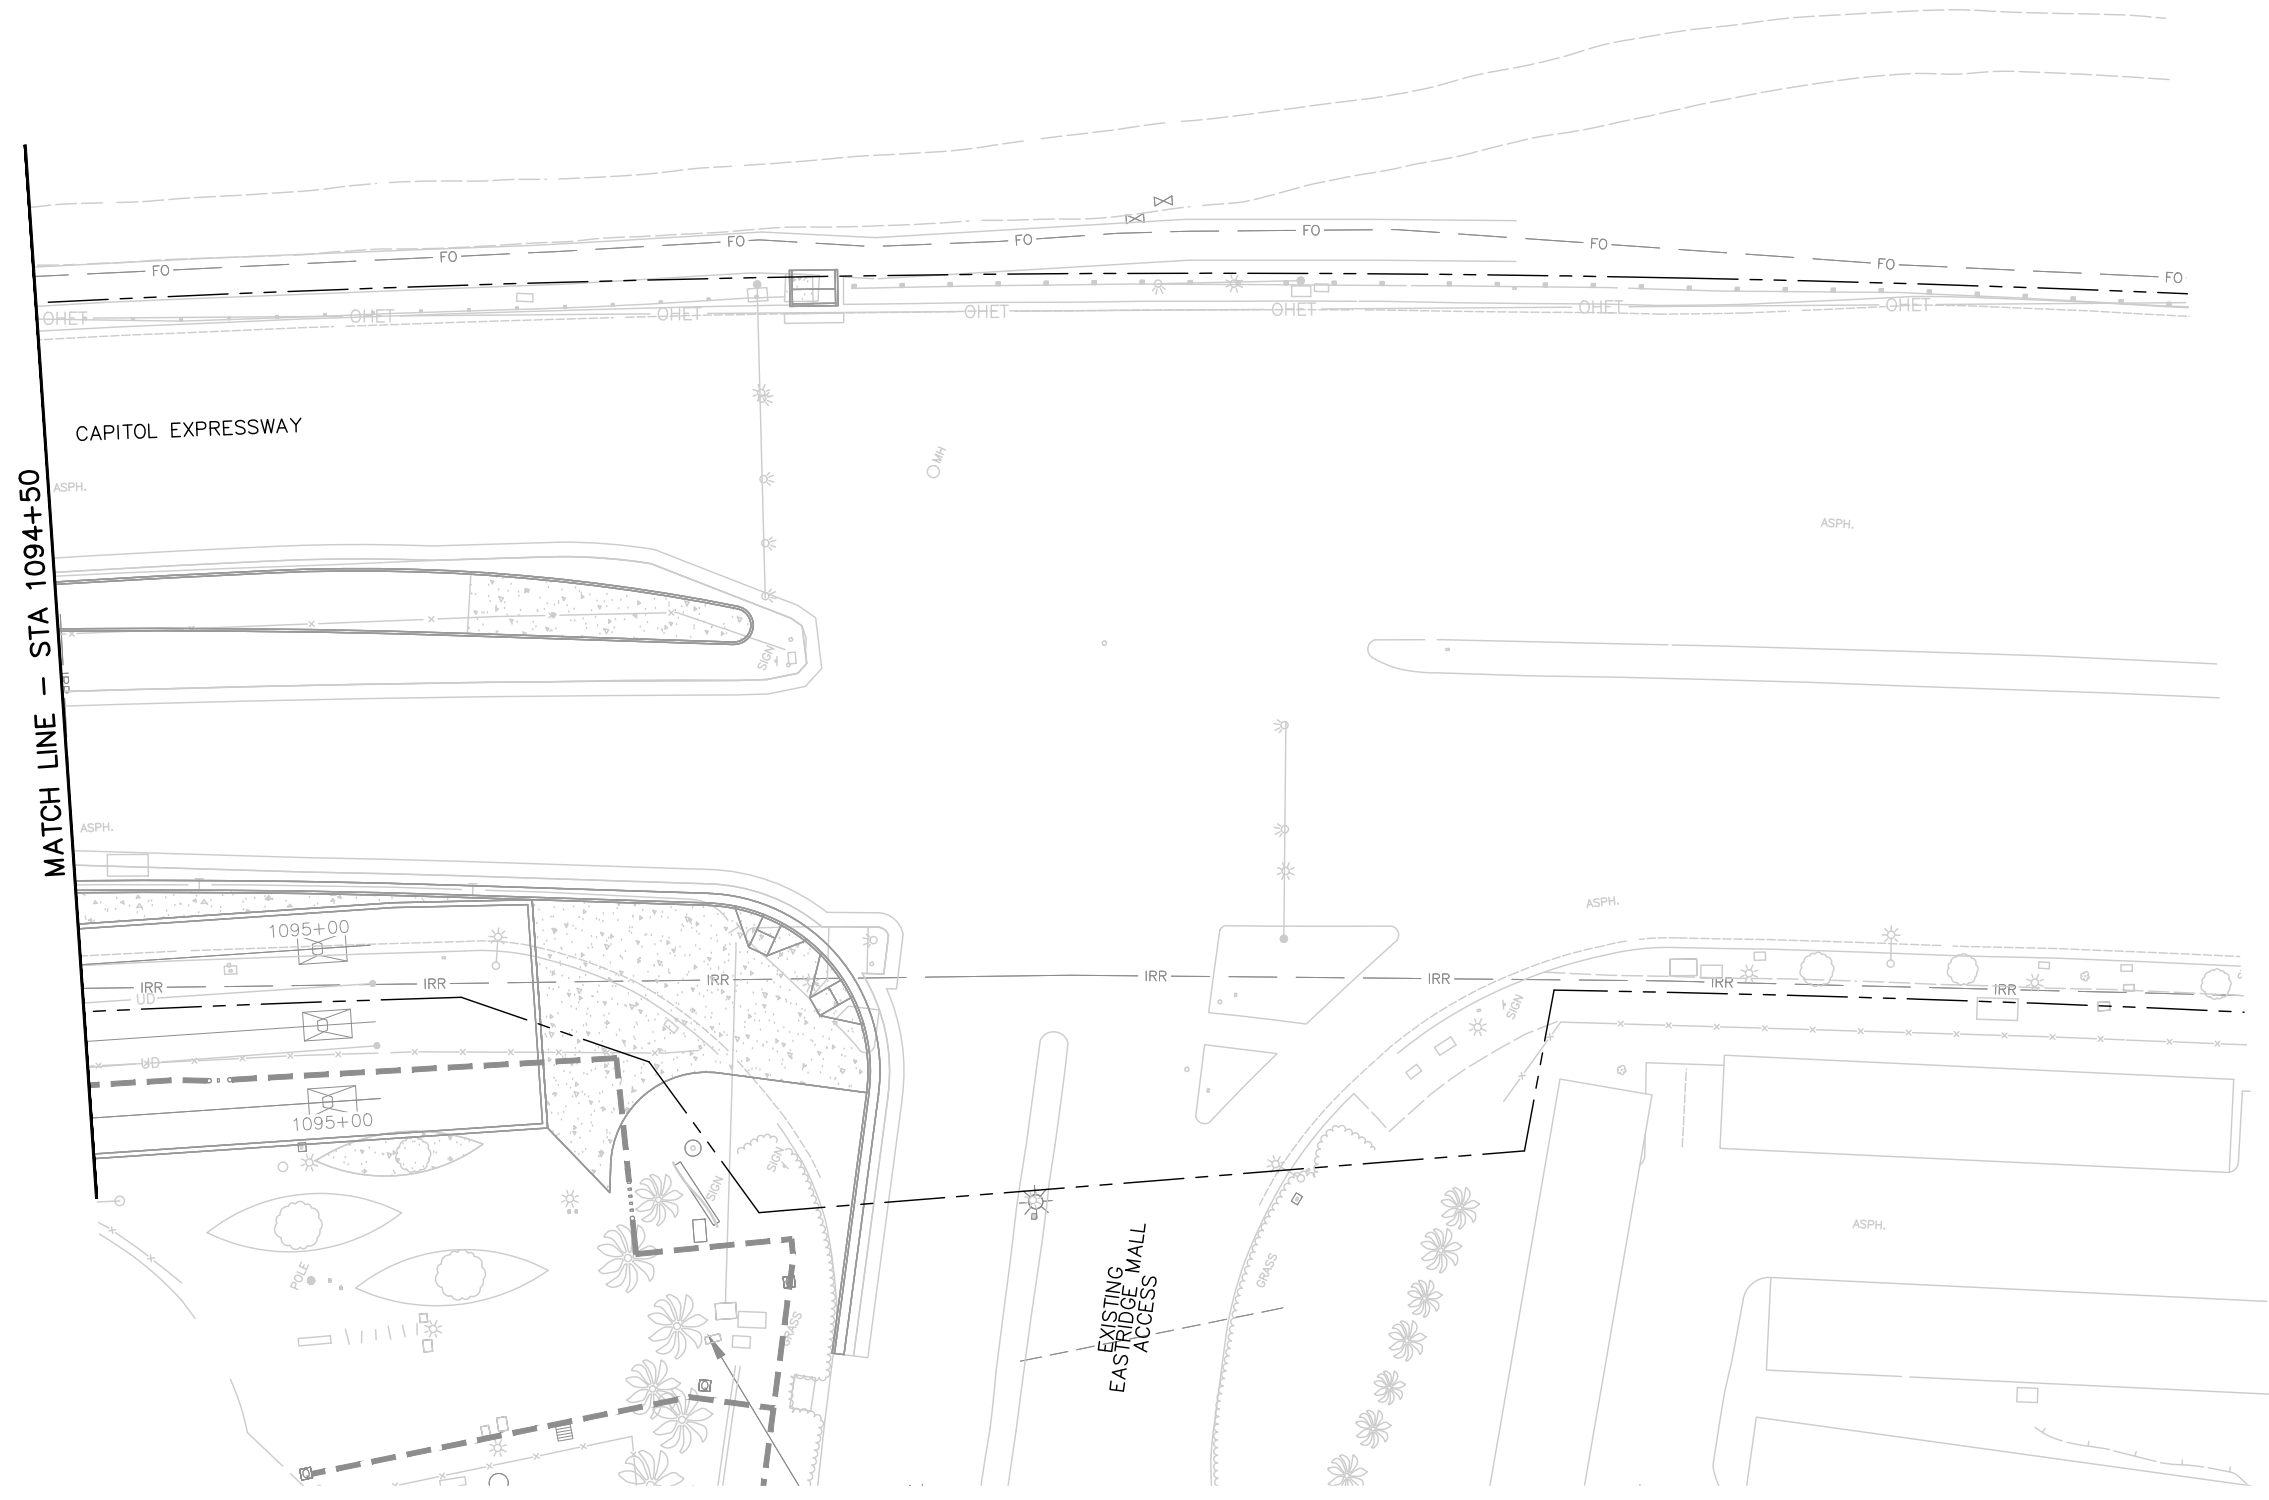 FO FO FO FO FO FO FO FO
OHET OHET OHET OHET OHET OHET OHET
CAPITOL EXPRESSWAY
MH
ASPH.
ASPH.
MATCH LINE - STA 1094+50
SIGN
ASPH.
T T
ASPH.
1095+00
IRR IRR IRR IRR IRR IRR IRR
UD
SIGN
UD
1095+00
SIGN
SIGN
POLE
GRASS
GRASS
EXISTING
EASTRIDGE MALL
ACCESS
ASPH.